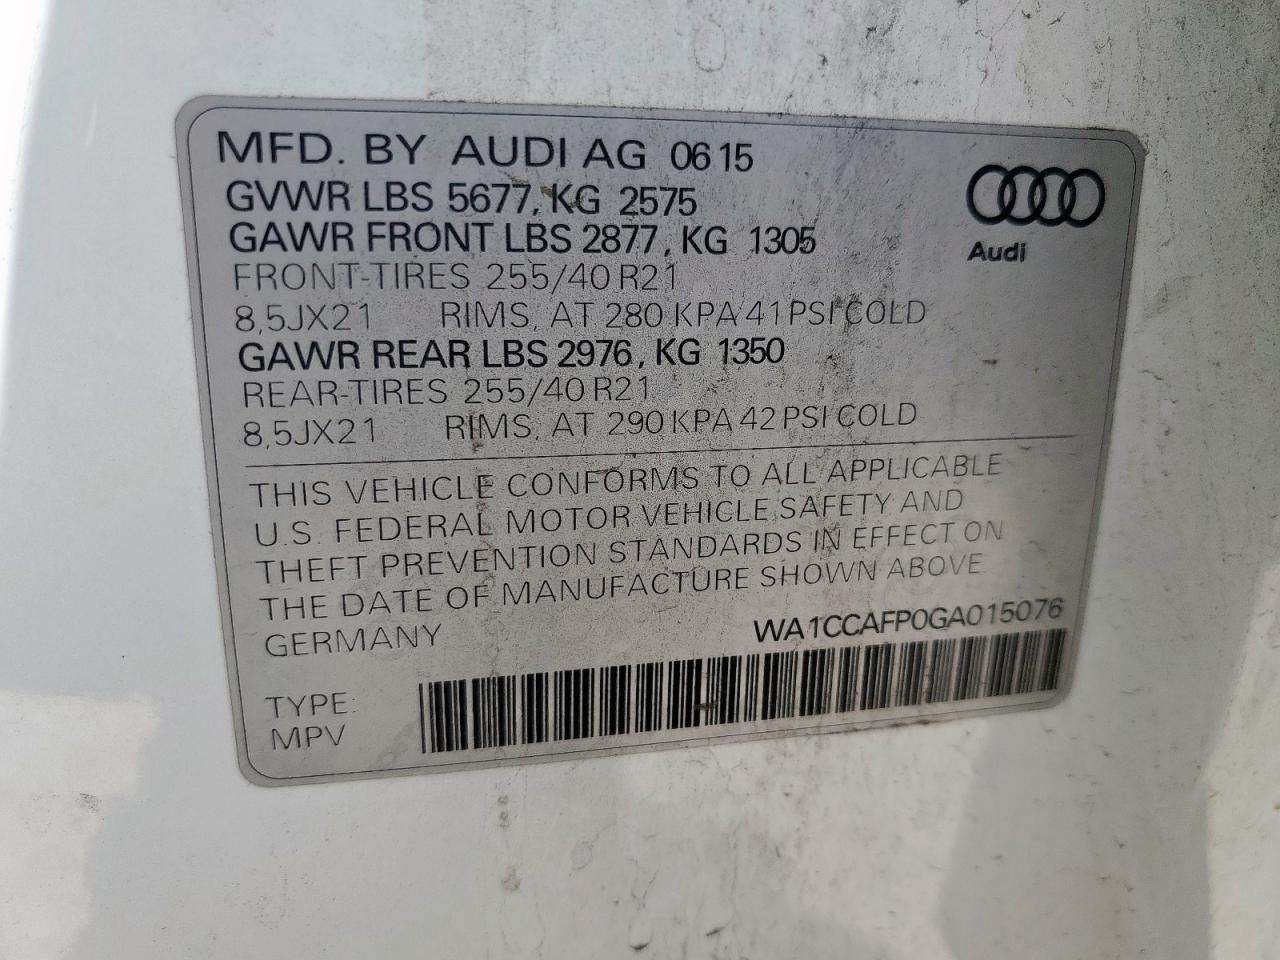 MFD. BY AUDI AG 06 15
GVWR LBS 5677, KG 2575
GAWR FRONT LBS 2877, KG 1305
FRONT-TIRES 255/40 R21
8,5JX21 RIMS, AT 280 KPA 41 PSI COLD
GAWR REAR LBS 2976, KG 1350
REAR-TIRES 255/40 R21
8,5JX21 RIMS, AT 290 KPA 42 PSI COLD
Audi
THIS VEHICLE CONFORMS TO ALL APPLICABLE
U.S. FEDERAL MOTOR VEHICLE SAFETY AND
THEFT PREVENTION STANDARDS IN EFFECT ON
THE DATE OF MANUFACTURE SHOWN ABOVE
GERMANY
WA1CCAFP0GA015076
TYPE:
MPV